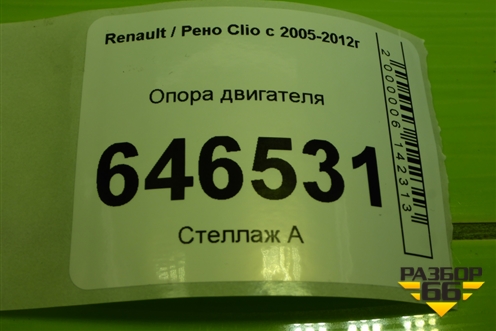 Renault / Рено Clio с 2005-2012г
Опора двигателя
646531
Стеллаж А
2000006142313
РАЗБОР
66